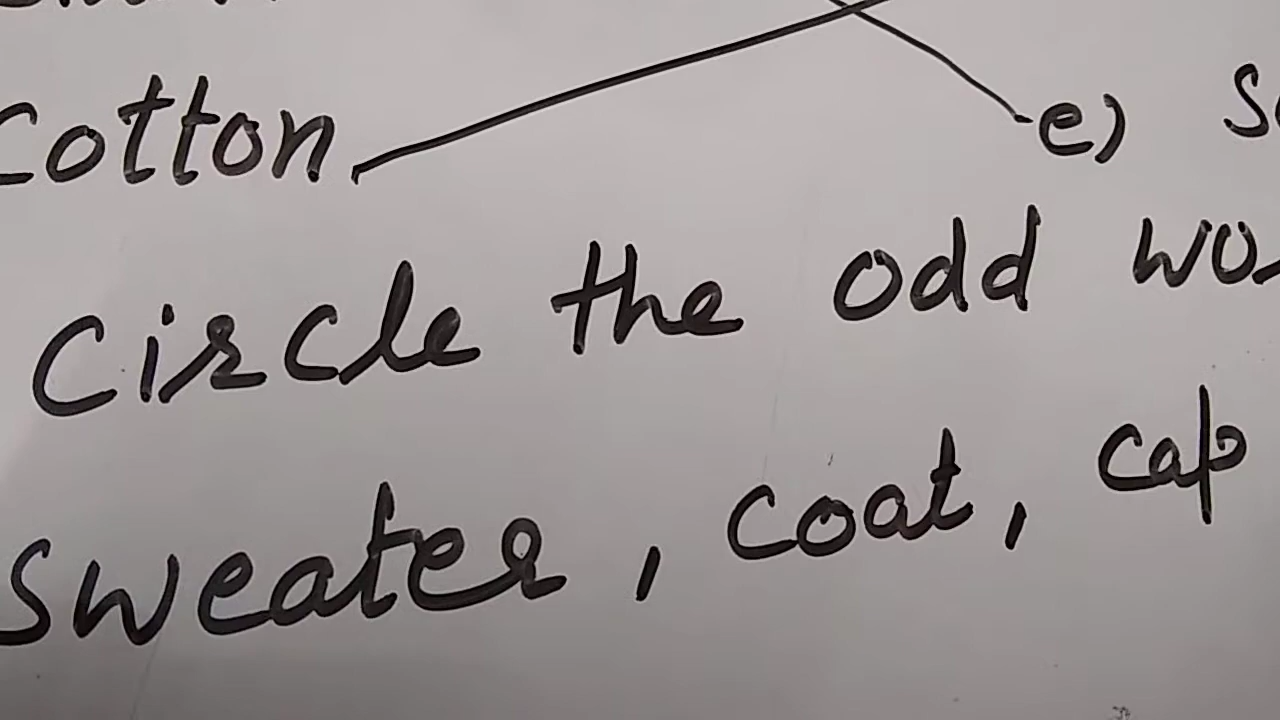 cotton e)
Circle the odd
sweater, coat, cap